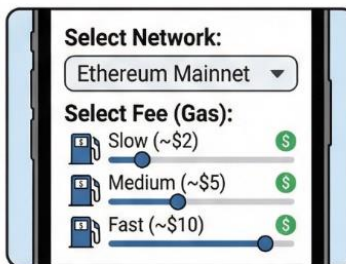 Select Network:
Ethereum Mainnet
Select Fee (Gas):
Slow (~$2)
Medium (~$5)
Fast (~$10)